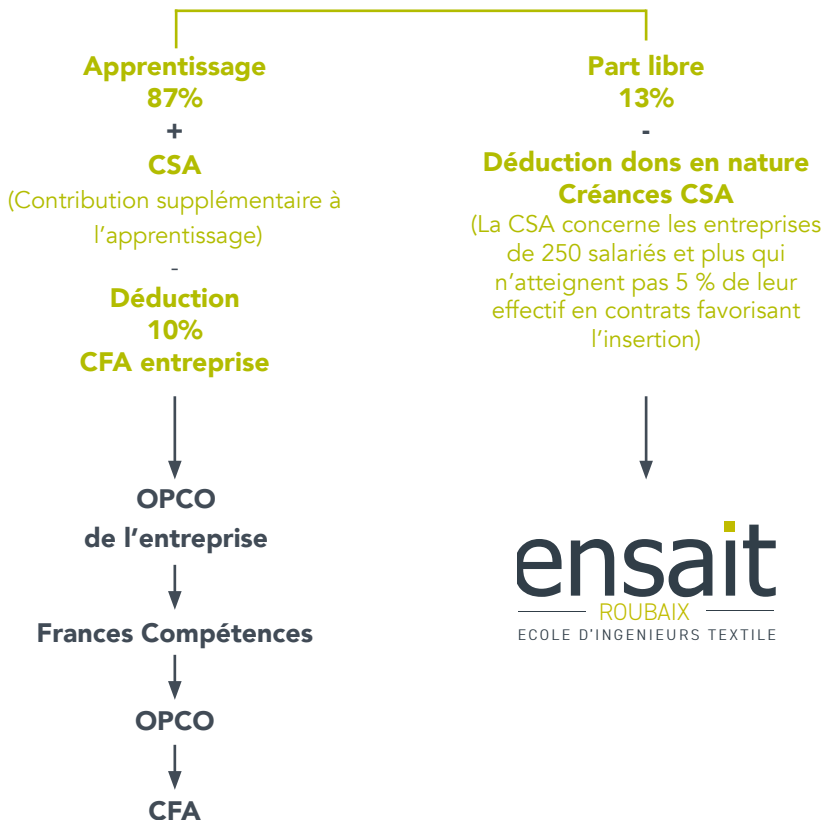 Apprentissage
87%
+
CSA
(Contribution supplémentaire à
l'apprentissage)
-
Déduction
10%
CFA entreprise
OPCO
de l'entreprise
Frances Compétences
OPCO
CFA
Part libre
13%
-
Déduction dons en nature
Créances CSA
(La CSA concerne les entreprises
de 250 salariés et plus qui
n'atteignent pas 5 % de leur
effectif en contrats favorisant
l'insertion)
ensait
ROUBAIX
ECOLE D'INGENIEURS TEXTILE